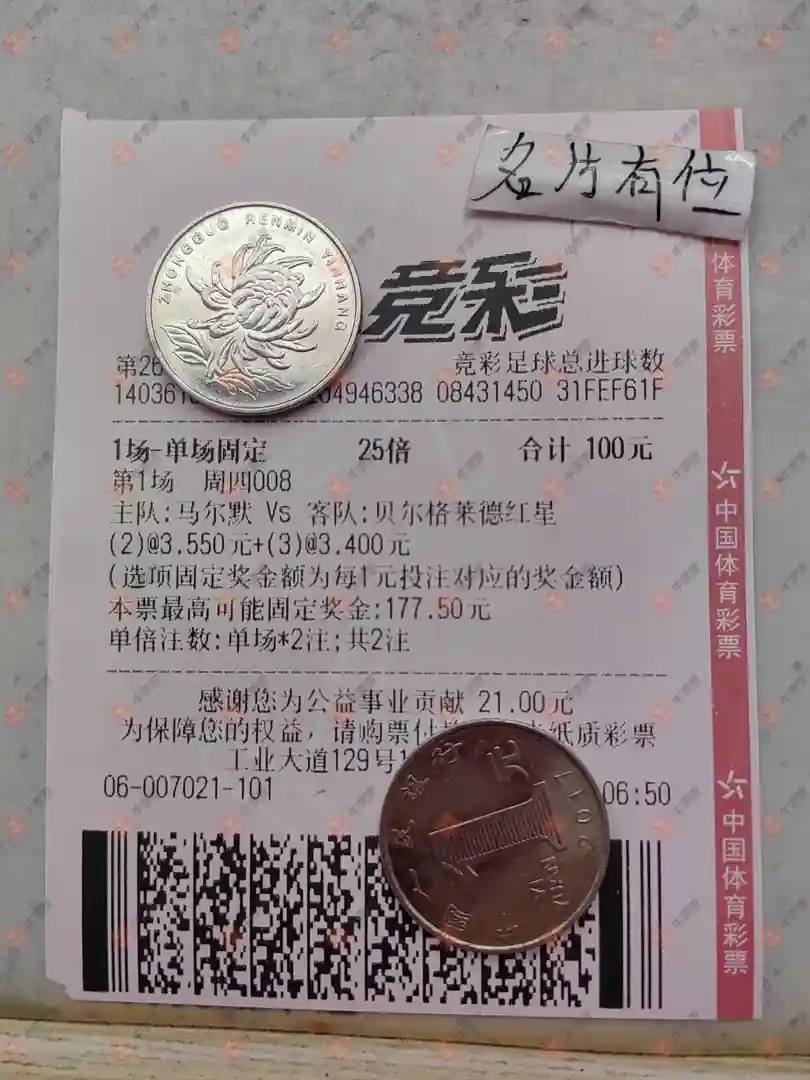 名片有位
ZHONGGUO RENMIN YINHANG
竞彩
体育彩票
第26
竞彩足球总进球数
04946338 08431450 31FEF61F
1场-单场固定 25倍 合计 100元
第1场 周四008
主队:马尔默 Vs 客队:贝尔格莱德红星
(2)@3.550元+(3)@3.400元
(选项固定奖金额为每1元投注对应的奖金额)
本票最高可能固定奖金:177.50元
单倍注数:单场*2注;共2注
中国体育彩票
感谢您为公益事业贡献 21.00元
为保障您的权益,请购票付款 纸质彩票
工业大道129号1
06-007021-101
06:50
2017
中国体育彩票